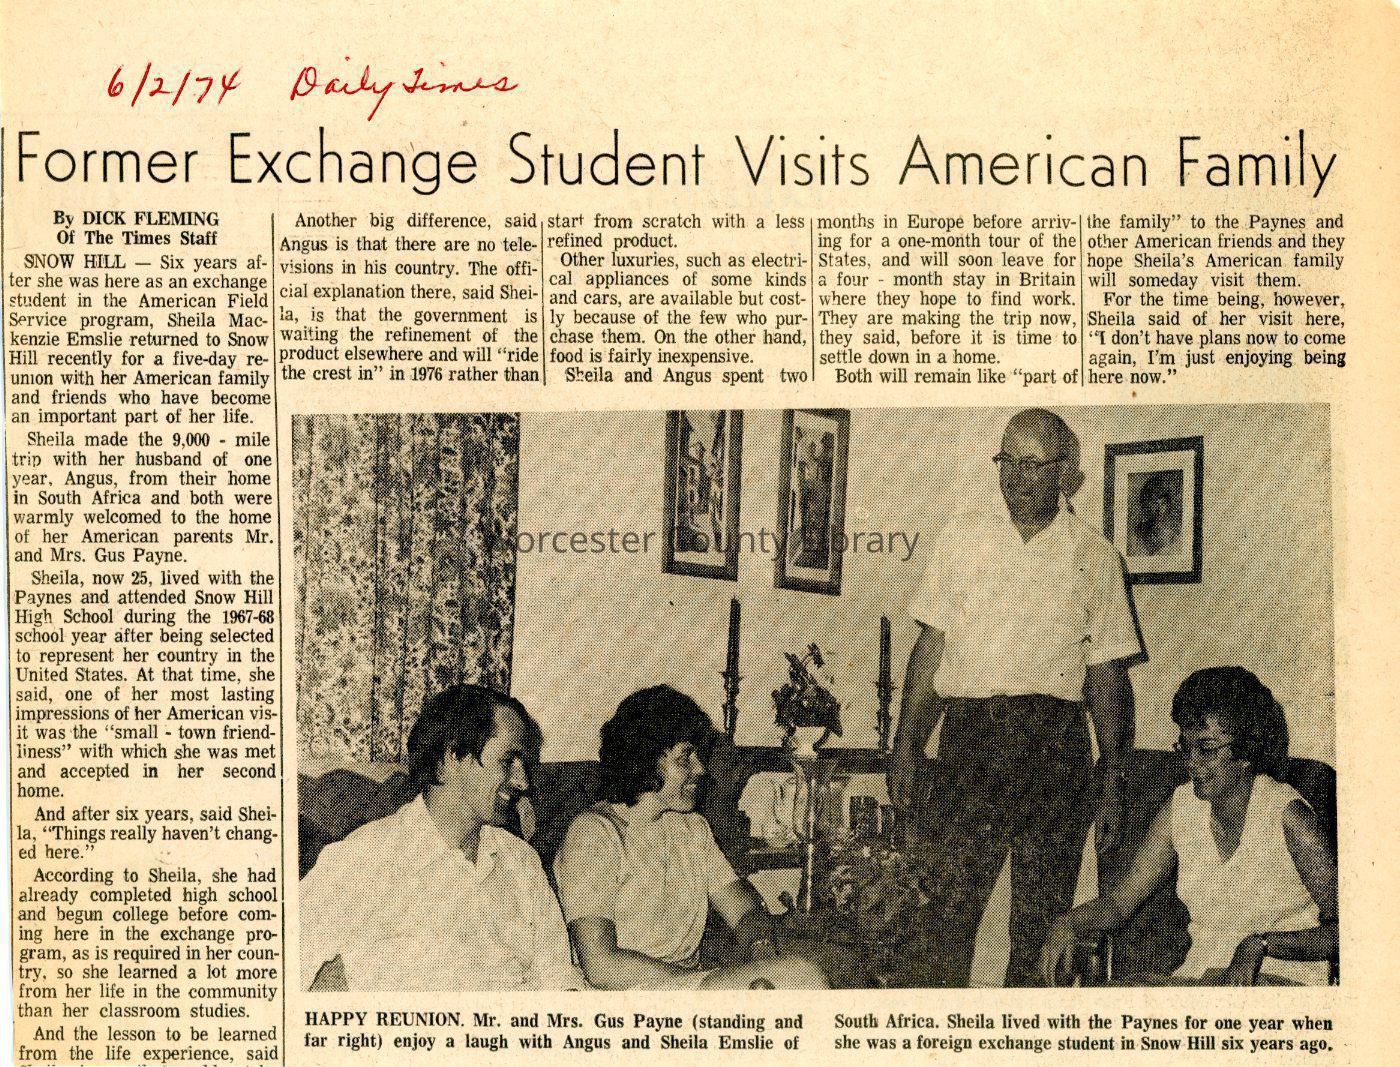 6/2/74 Daily Times
Former Exchange Student Visits American Family
By DICK FLEMING
Of The Times Staff
SNOW HILL — Six years af-
ter she was here as an exchange
student in the American Field
Service program, Sheila Mac-
kenzie Emslie returned to Snow
Hill recently for a five-day re-
union with her American family
and friends who have become
an important part of her life.
Sheila made the 9,000 - mile
trip with her husband of one
year, Angus, from their home
in South Africa and both were
warmly welcomed to the home
of her American parents Mr.
and Mrs. Gus Payne.
Sheila, now 25, lived with the
Paynes and attended Snow Hill
High School during the 1967-68
school year after being selected
to represent her country in the
United States. At that time, she
said, one of her most lasting
impressions of her American vis-
it was the "small - town friend-
liness" with which she was met
and accepted in her second
home.
And after six years, said Shei-
la, "Things really haven't chang-
ed here."
According to Sheila, she had
already completed high school
and begun college before com-
ing here in the exchange pro-
gram, as is required in her coun-
try, so she learned a lot more
from her life in the community
than her classroom studies.
And the lesson to be learned
from the life experience, said
Another big difference, said
Angus is that there are no tele-
visions in his country. The offi-
cial explanation there, said Shei-
la, is that the government is
waiting the refinement of the
product elsewhere and will "ride
the crest in" in 1976 rather than
start from scratch with a less
refined product.
Other luxuries, such as electri-
cal appliances of some kinds
and cars, are available but cost-
ly because of the few who pur-
chase them. On the other hand,
food is fairly inexpensive.
Sheila and Angus spent two
months in Europe before arriv-
ing for a one-month tour of the
States, and will soon leave for
a four - month stay in Britain
where they hope to find work.
They are making the trip now,
they said, before it is time to
settle down in a home.
Both will remain like "part of
the family" to the Paynes and
other American friends and they
hope Sheila's American family
will someday visit them.
For the time being, however,
Sheila said of her visit here,
"I don't have plans now to come
again, I'm just enjoying being
here now."
Worcester County Library
HAPPY REUNION. Mr. and Mrs. Gus Payne (standing and
far right) enjoy a laugh with Angus and Sheila Emslie of
South Africa. Sheila lived with the Paynes for one year when
she was a foreign exchange student in Snow Hill six years ago.